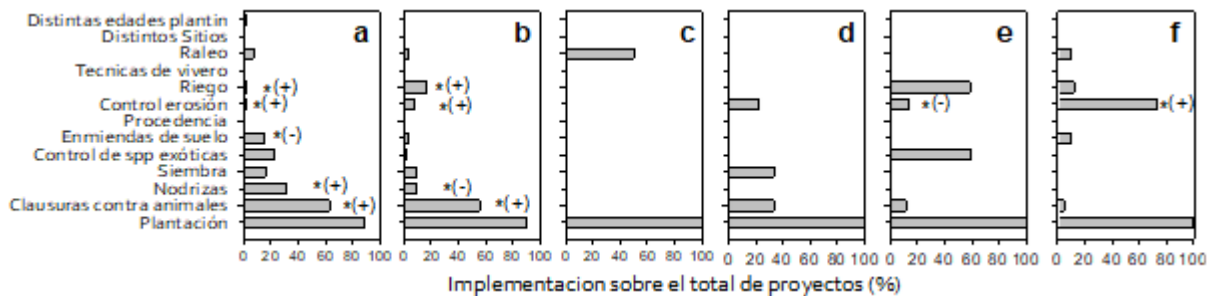 Distintas edades plantin
Distintos Sitios
Raleo
Tecnicas de vivero
Riego
Control erosión
Procedencia
Enmiendas de suelo
Control de spp exóticas
Siembra
Nodrizas
Clausuras contra animales
Plantación
a
*(+)
*(+)
*(-)
*(+)
*(+)
0 20 40 60 80 100
b
*(+)
*(+)
*(-)
*(+)
0 20 40 60 80 100
c
0 20 40 60 80 100
d
0 20 40 60 80 100
e
*(-)
0 20 40 60 80 100
f
*(+)
0 20 40 60 80 100
Implementacion sobre el total de proyectos (%)